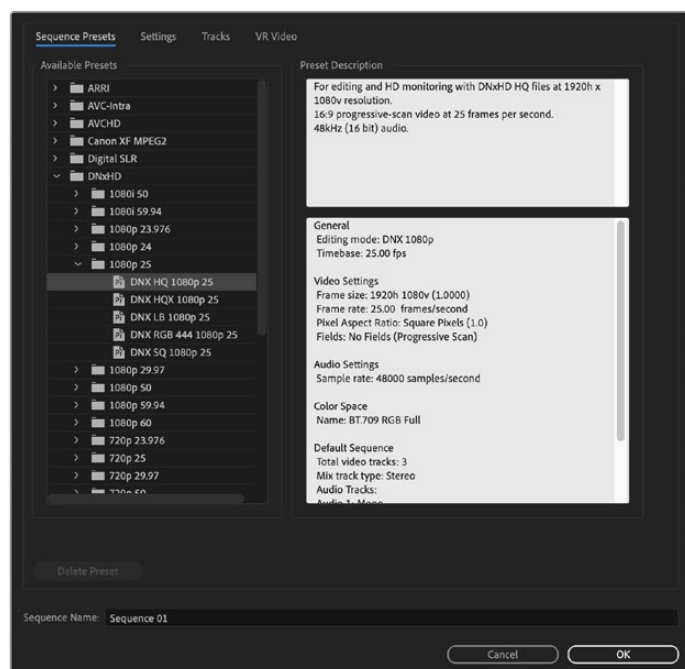 Sequence Presets Settings Tracks VR Video
Available Presets
ARRI
AVC-Intra
AVCHD
Canon XF MPEG2
Digital SLR
DNxHD
1080i 50
1080i 59.94
1080p 23.976
1080p 24
1080p 25
DNX HQ 1080p 25
DNX HQX 1080p 25
DNX LB 1080p 25
DNX RGB 444 1080p 25
DNX SQ 1080p 25
1080p 29.97
1080p 50
1080p 59.94
1080p 60
720p 23.976
720p 25
720p 29.97
720p 50
Delete Preset
Preset Description
For editing and HD monitoring with DNxHD HQ files at 1920h x
1080v resolution.
16:9 progressive-scan video at 25 frames per second.
48kHz (16 bit) audio.
General
Editing mode: DNX 1080p
Timebase: 25.00 fps
Video Settings
Frame size: 1920h 1080v (1.0000)
Frame rate: 25.00 frames/second
Pixel Aspect Ratio: Square Pixels (1.0)
Fields: No Fields (Progressive Scan)
Audio Settings
Sample rate: 48000 samples/second
Color Space
Name: BT.709 RGB Full
Default Sequence
Total video tracks: 3
Mix track type: Stereo
Audio Tracks:
Audio 1: Mono
Sequence Name: Sequence 01
Cancel OK